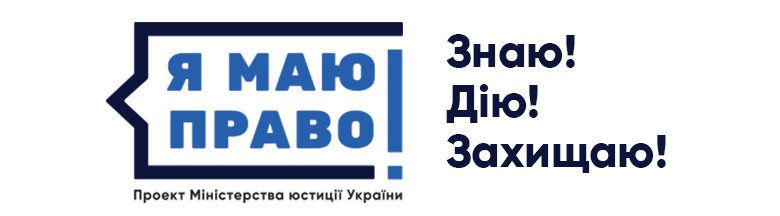 Я МАЮ
ПРАВО!
Проект Міністерства юстиції України
Знаю!
Дію!
Захищаю!